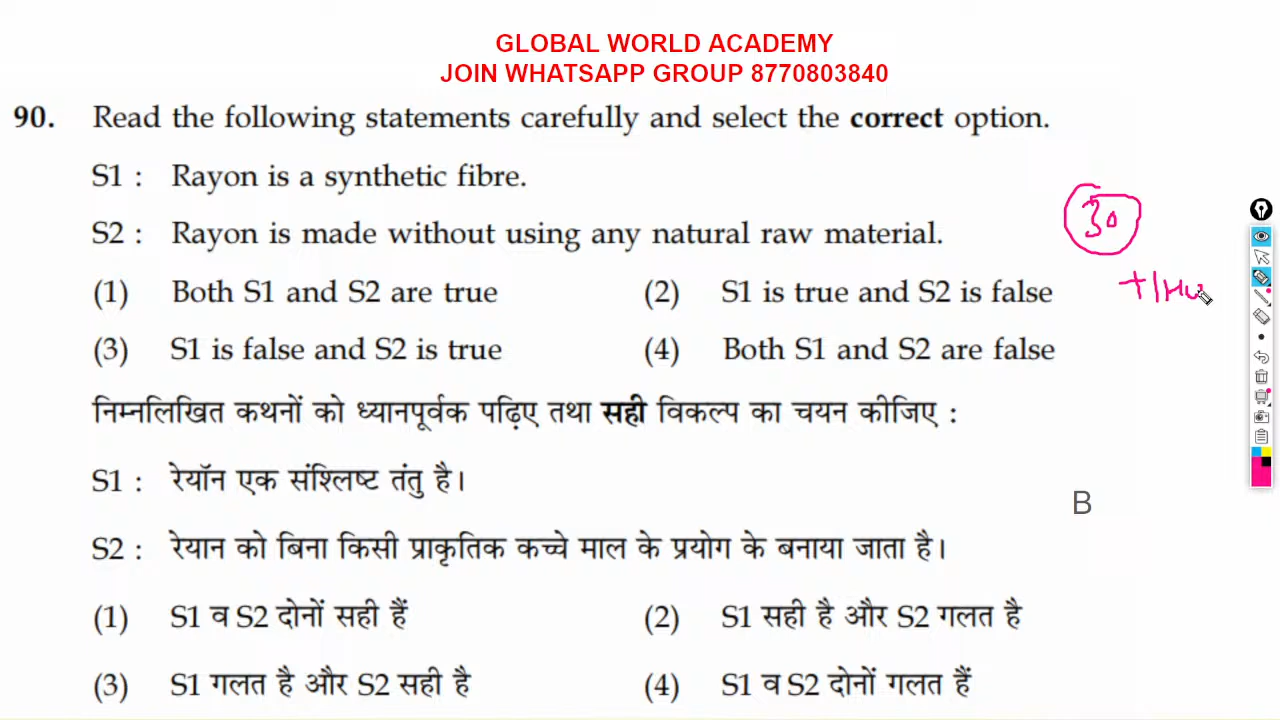 GLOBAL WORLD ACADEMY
JOIN WHATSAPP GROUP 8770803840
90. Read the following statements carefully and select the correct option.
S1 : Rayon is a synthetic fibre.
S2 : Rayon is made without using any natural raw material.
(1) Both S1 and S2 are true (2) S1 is true and S2 is false
(3) S1 is false and S2 is true (4) Both S1 and S2 are false
30
निम्नलिखित कथनों को ध्यानपूर्वक पढ़िए तथा सही विकल्प का चयन कीजिए :
S1 : रेयॉन एक संश्लिष्ट तंतु है।
B
S2 : रेयान को बिना किसी प्राकृतिक कच्चे माल के प्रयोग के बनाया जाता है।
(1) S1 व S2 दोनों सही हैं (2) S1 सही है और S2 गलत है
(3) S1 गलत है और S2 सही है (4) S1 व S2 दोनों गलत हैं